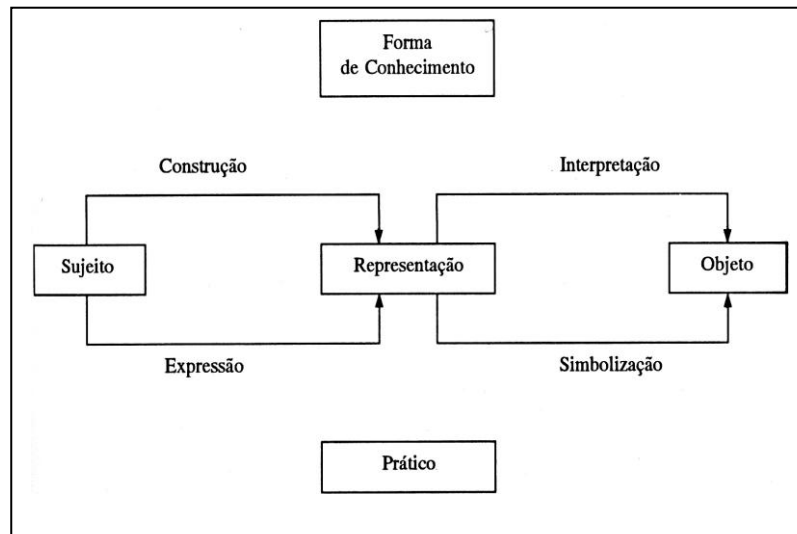 Forma
de Conhecimento
Construção
Interpretação
Sujeito
Representação
Objeto
Expressão
Simbolização
Prático